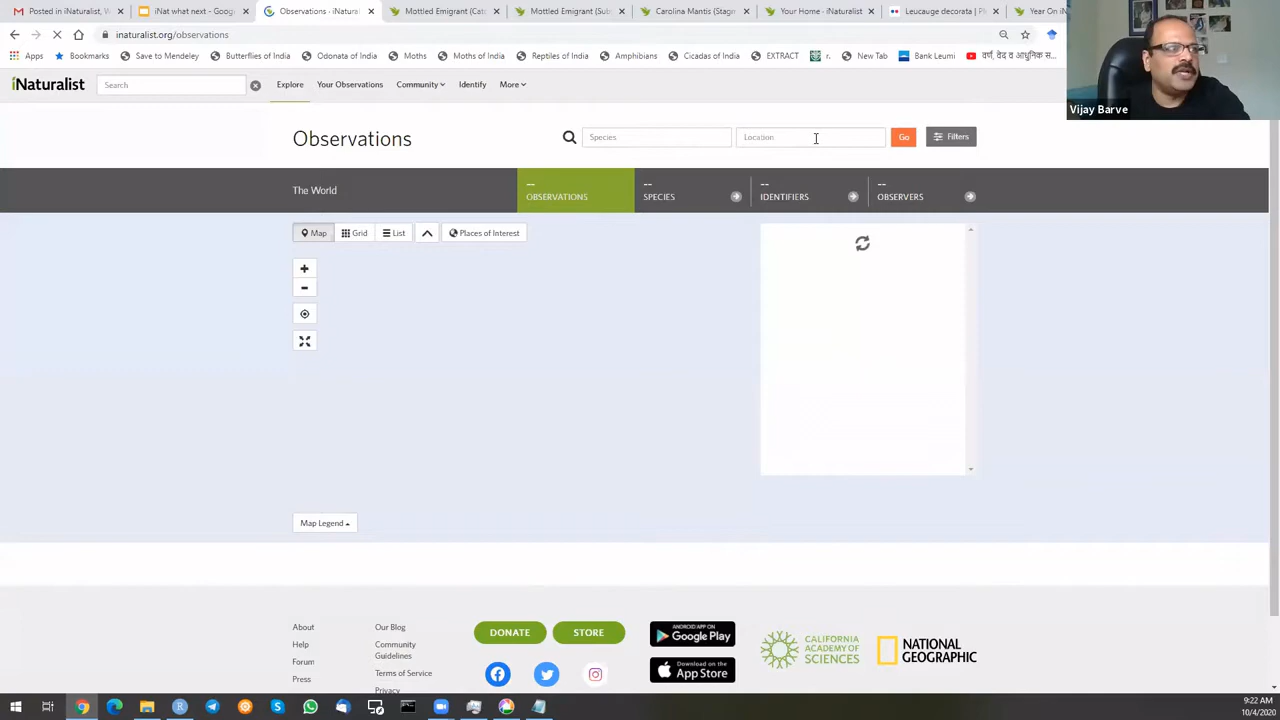 Posted in iNaturalist, W
iNat what next - Goog
Observations · iNatural
Mottled Emigrant (Cat
Mottled Emigrant (Sub
Carolina Mantis (Stagm
Your Home · iNaturalist
Leucauge decorata | P
Year On iN
inaturalist.org/observations
Apps
Bookmarks
Save to Mendeley
Butterflies of India
Odonata of India
Moths
Moths of India
Reptiles of India
Amphibians
Cicadas of India
EXTRACT
r.
New Tab
Bank Leumi
वर्ण, वेद व आधुनिक स...
Vijay Barve
iNaturalist
Search
Explore
Your Observations
Community
Identify
More
Observations
Species
Location
Go
Filters
The World
--
OBSERVATIONS
--
SPECIES
--
IDENTIFIERS
--
OBSERVERS
Map
Grid
List
Places of Interest
+
-
Map Legend
About
Help
Forum
Press
Our Blog
Community
Guidelines
Terms of Service
Privacy
DONATE
STORE
ANDROID APP ON
Google Play
Download on the
App Store
CALIFORNIA
ACADEMY OF
SCIENCES
NATIONAL
GEOGRAPHIC
9:22 AM
10/4/2020